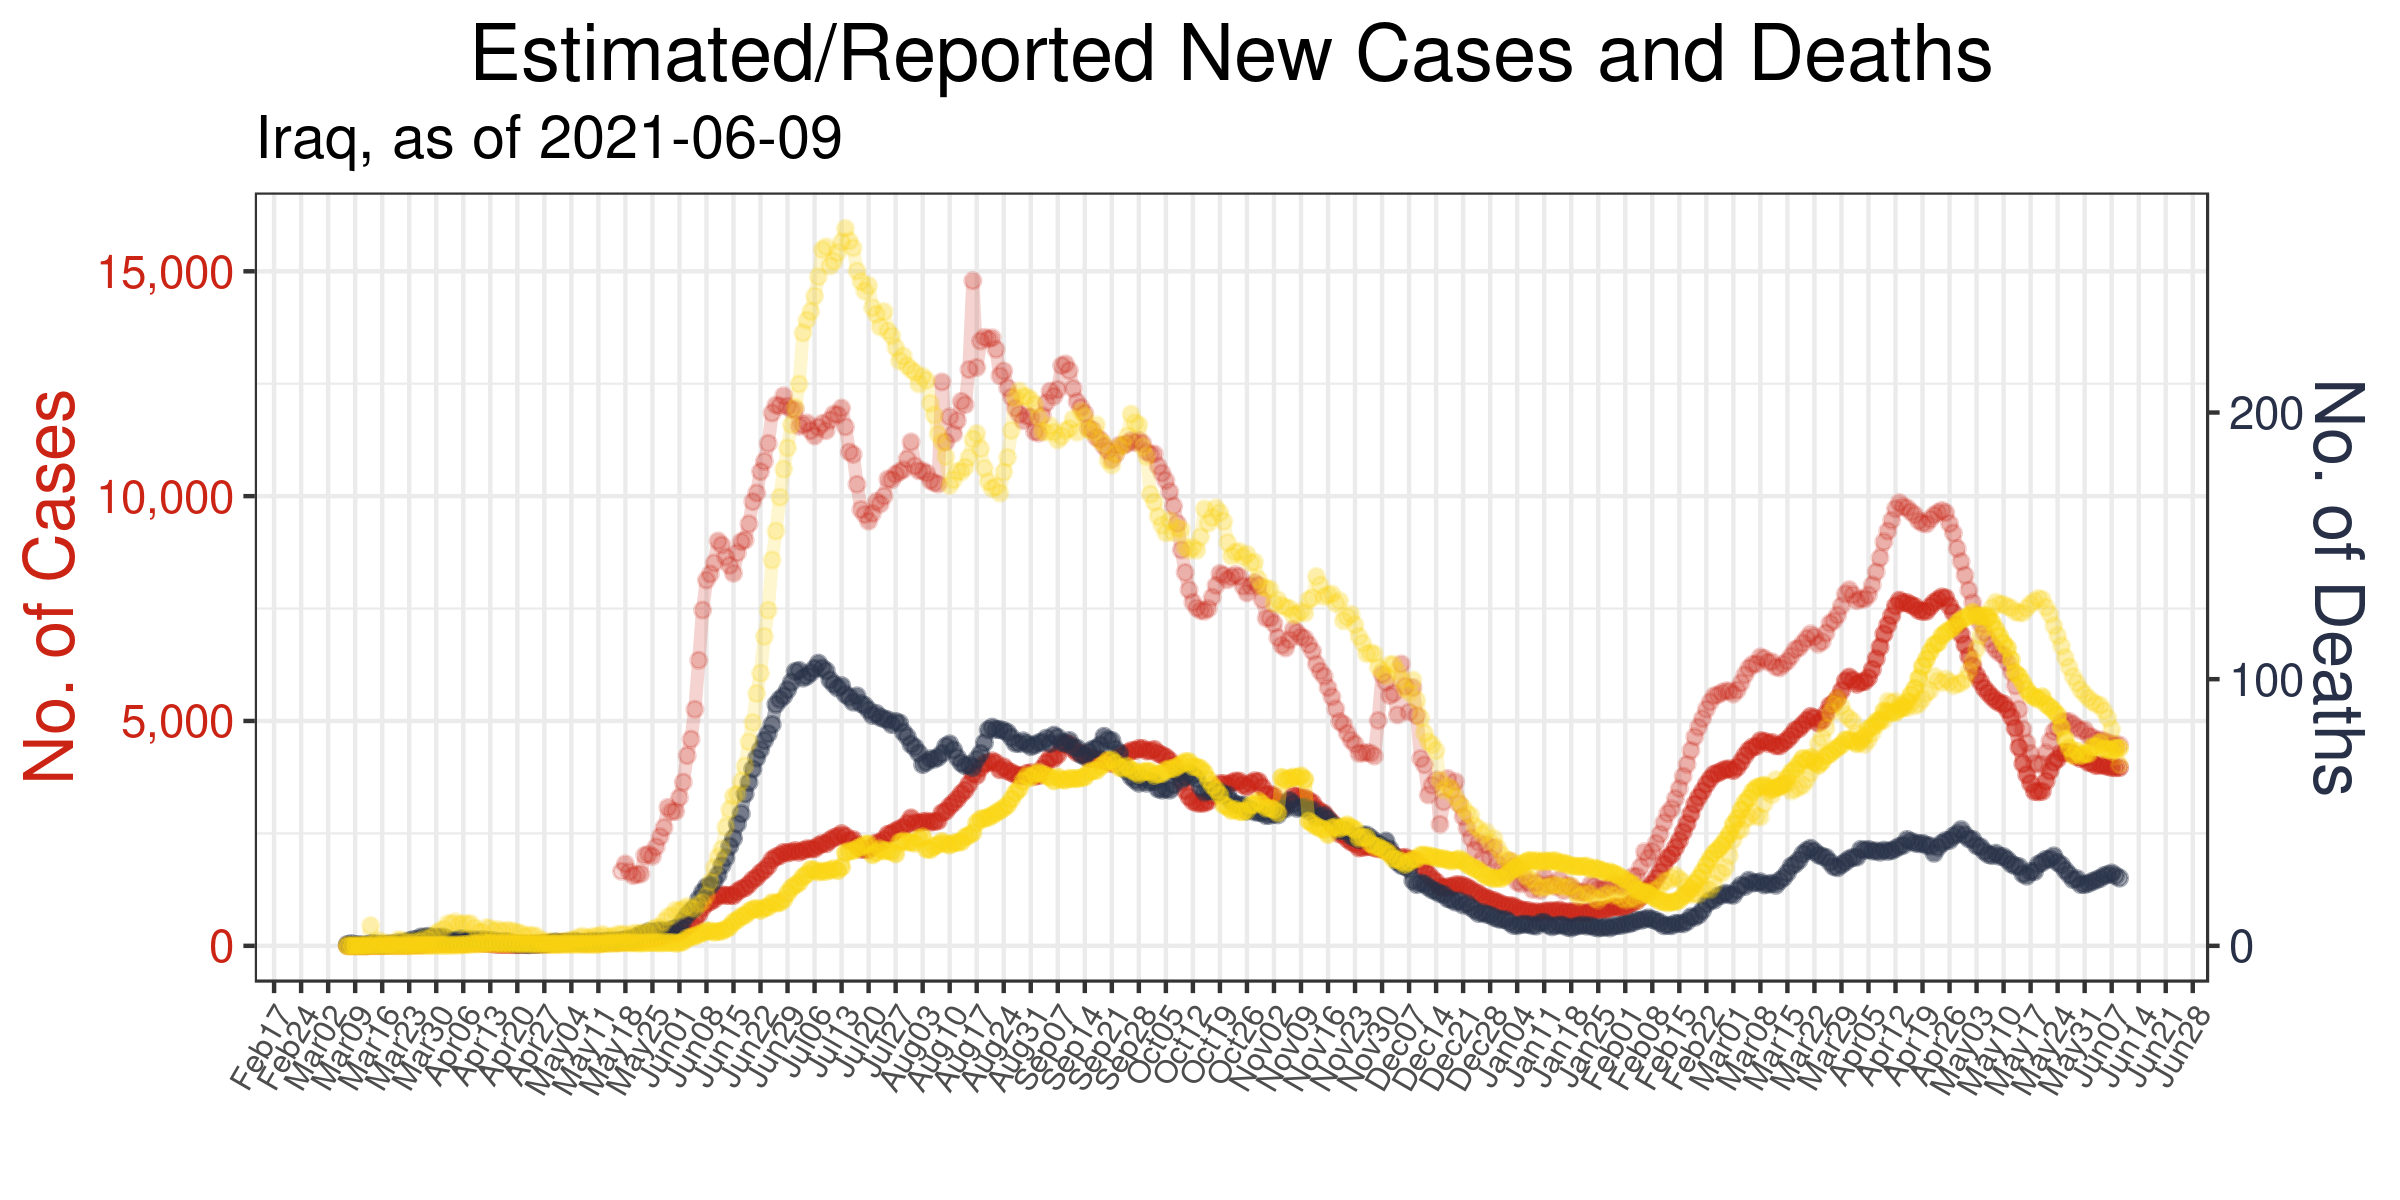 Estimated/Reported New Cases and Deaths
Iraq, as of 2021-06-09
No. of Cases
15,000
10,000
5,000
0
No. of Deaths
200
100
0
Feb17
Feb24
Mar02
Mar09
Mar16
Mar23
Mar30
Apr06
Apr13
Apr20
Apr27
May04
May11
May18
May25
Jun01
Jun08
Jun15
Jun22
Jun29
Jul06
Jul13
Jul20
Jul27
Aug03
Aug10
Aug17
Aug24
Aug31
Sep07
Sep14
Sep21
Sep28
Oct05
Oct12
Oct19
Oct26
Nov02
Nov09
Nov16
Nov23
Nov30
Dec07
Dec14
Dec21
Dec28
Jan04
Jan11
Jan18
Jan25
Feb01
Feb08
Feb15
Feb22
Mar01
Mar08
Mar15
Mar22
Mar29
Apr05
Apr12
Apr19
Apr26
May03
May10
May17
May24
May31
Jun07
Jun14
Jun21
Jun28